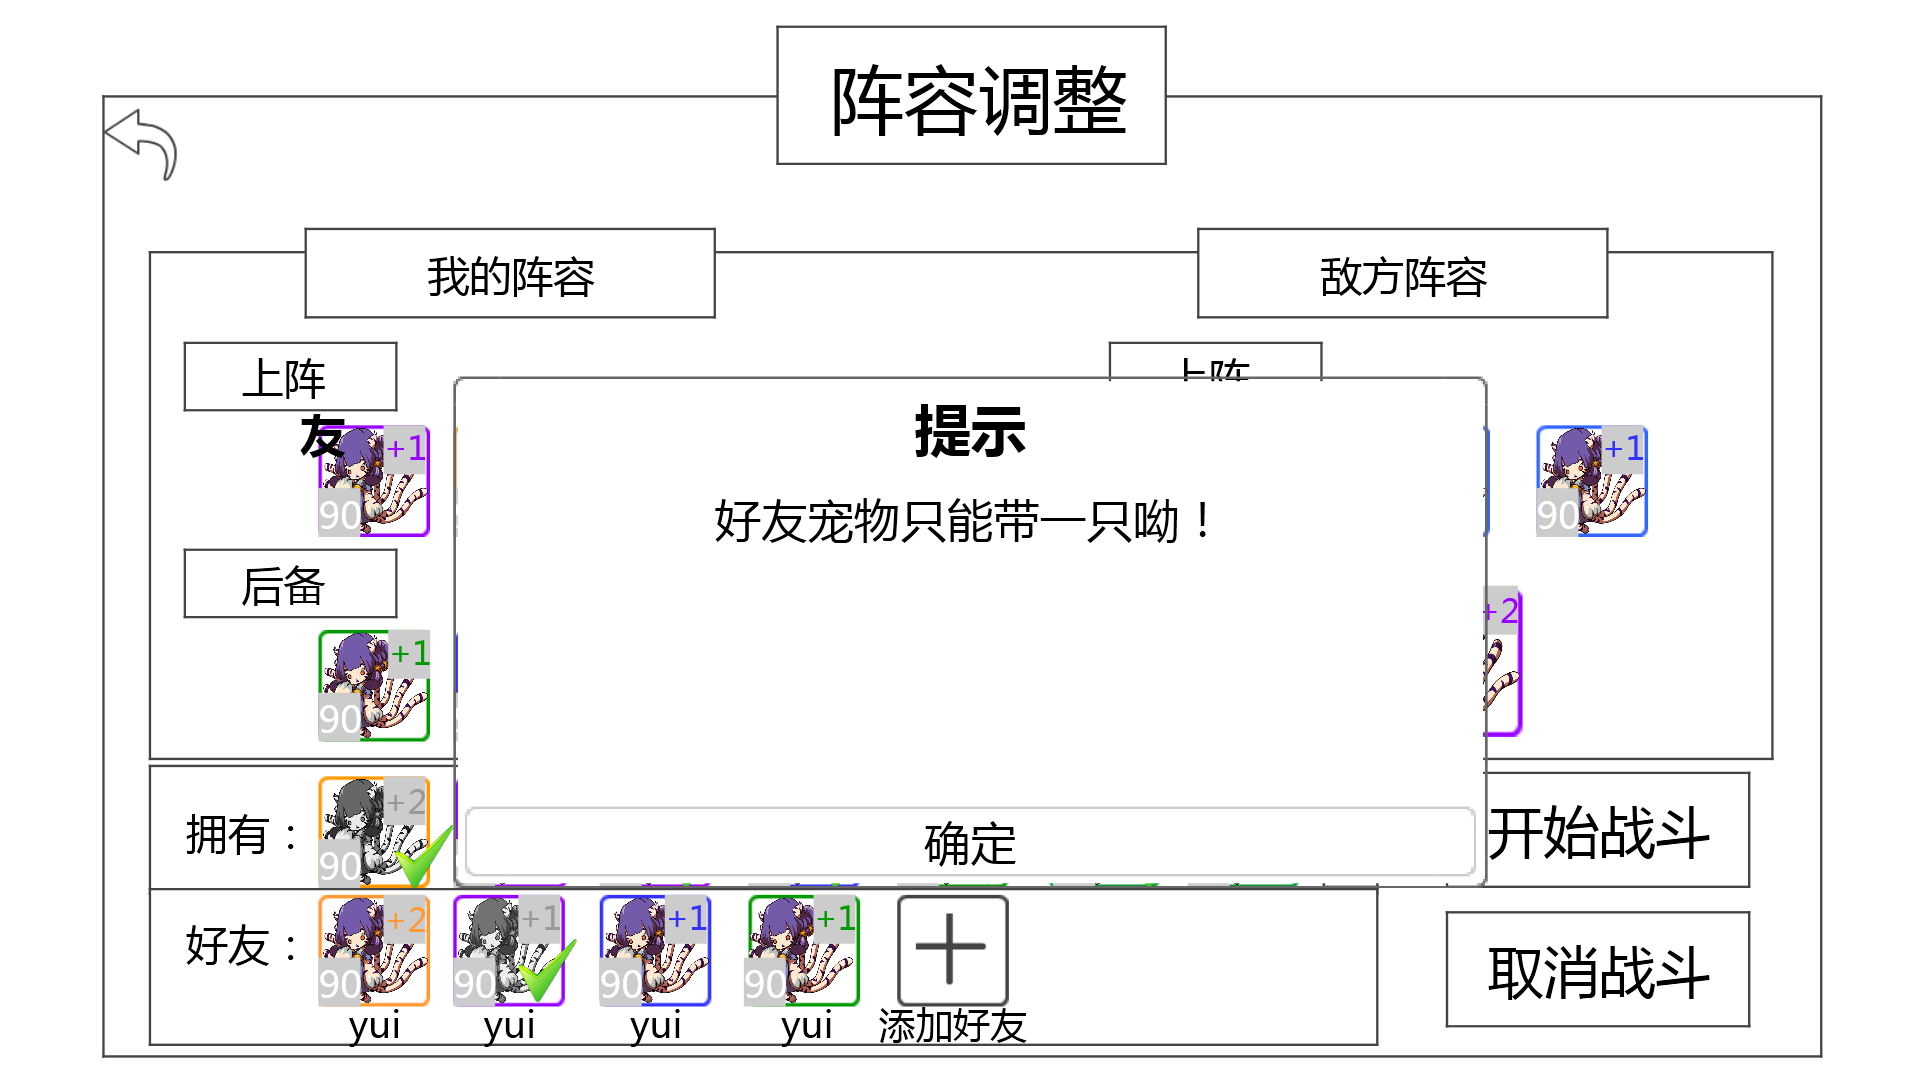 阵容调整
我的阵容
敌方阵容
上阵
上阵
友
+1
90
+1
90
提示
好友宠物只能带一只呦！
后备
+1
90
+2
拥有：
+2
90
确定
开始战斗
好友：
+2
90
+1
90
+1
90
+1
90
yui
yui
yui
yui
添加好友
取消战斗